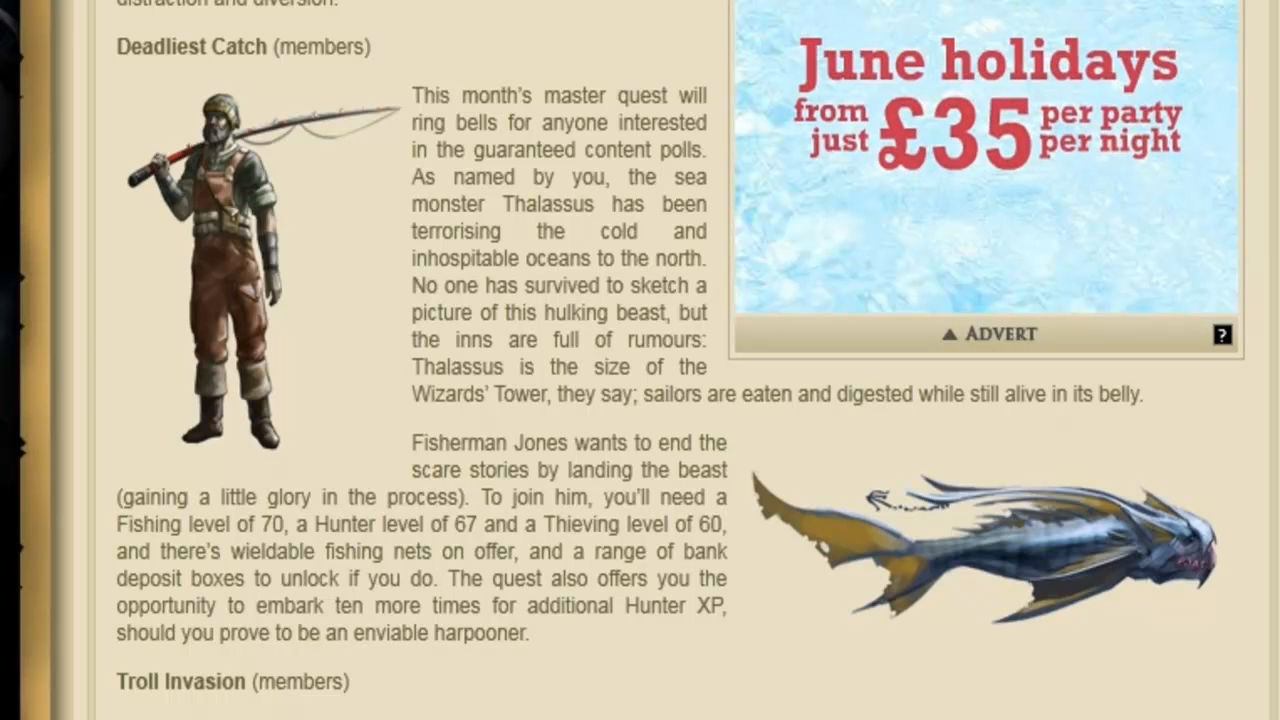 distraction and diversion.
Deadliest Catch (members)
This month's master quest will
ring bells for anyone interested
in the guaranteed content polls.
As named by you, the sea
monster Thalassus has been
terrorising the cold and
inhospitable oceans to the north.
No one has survived to sketch a
picture of this hulking beast, but
the inns are full of rumours:
Thalassus is the size of the
Wizards' Tower, they say; sailors are eaten and digested while still alive in its belly.
Fisherman Jones wants to end the
scare stories by landing the beast
(gaining a little glory in the process). To join him, you'll need a
Fishing level of 70, a Hunter level of 67 and a Thieving level of 60,
and there's wieldable fishing nets on offer, and a range of bank
deposit boxes to unlock if you do. The quest also offers you the
opportunity to embark ten more times for additional Hunter XP,
should you prove to be an enviable harpooner.
Troll Invasion (members)
June holidays
from just £35 per party per night
▲ ADVERT
?